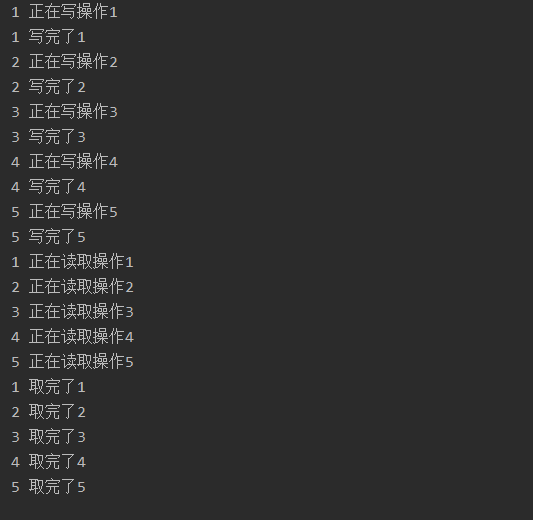 1 正在写操作1
1 写完了1
2 正在写操作2
2 写完了2
3 正在写操作3
3 写完了3
4 正在写操作4
4 写完了4
5 正在写操作5
5 写完了5
1 正在读取操作1
2 正在读取操作2
3 正在读取操作3
4 正在读取操作4
5 正在读取操作5
1 取完了1
2 取完了2
3 取完了3
4 取完了4
5 取完了5